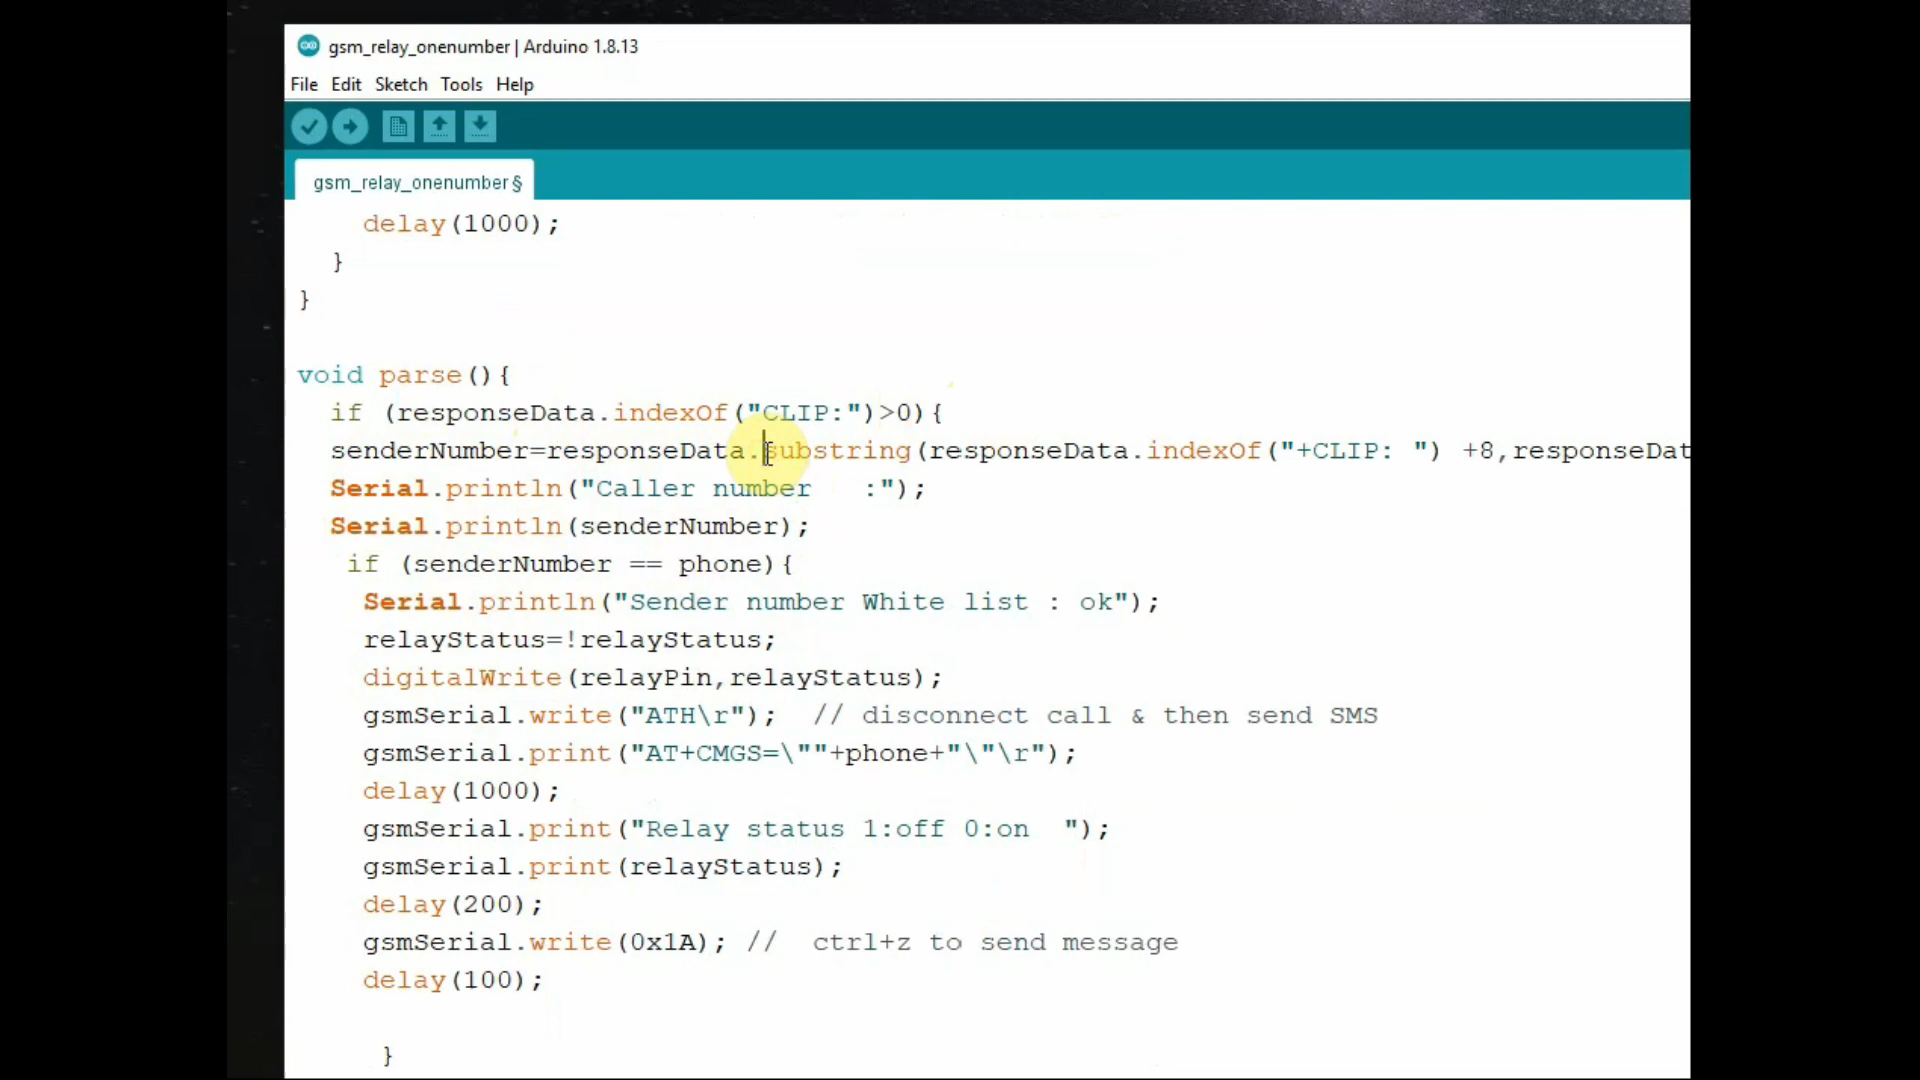 gsm_relay_onenumber | Arduino 1.8.13
File Edit Sketch Tools Help
gsm_relay_onenumber §
delay(1000);
}
}
void parse(){
if (responseData.indexOf("CLIP:")>0){
senderNumber=responseData.substring(responseData.indexOf("+CLIP: ") +8,responseDat
Serial.println("Caller number   :");
Serial.println(senderNumber);
if (senderNumber == phone){
Serial.println("Sender number White list : ok");
relayStatus=!relayStatus;
digitalWrite(relayPin,relayStatus);
gsmSerial.write("ATH\r");  // disconnect call & then send SMS
gsmSerial.print("AT+CMGS=\""+phone+"\"\r");
delay(1000);
gsmSerial.print("Relay status 1:off 0:on  ");
gsmSerial.print(relayStatus);
delay(200);
gsmSerial.write(0x1A); //  ctrl+z to send message
delay(100);
}